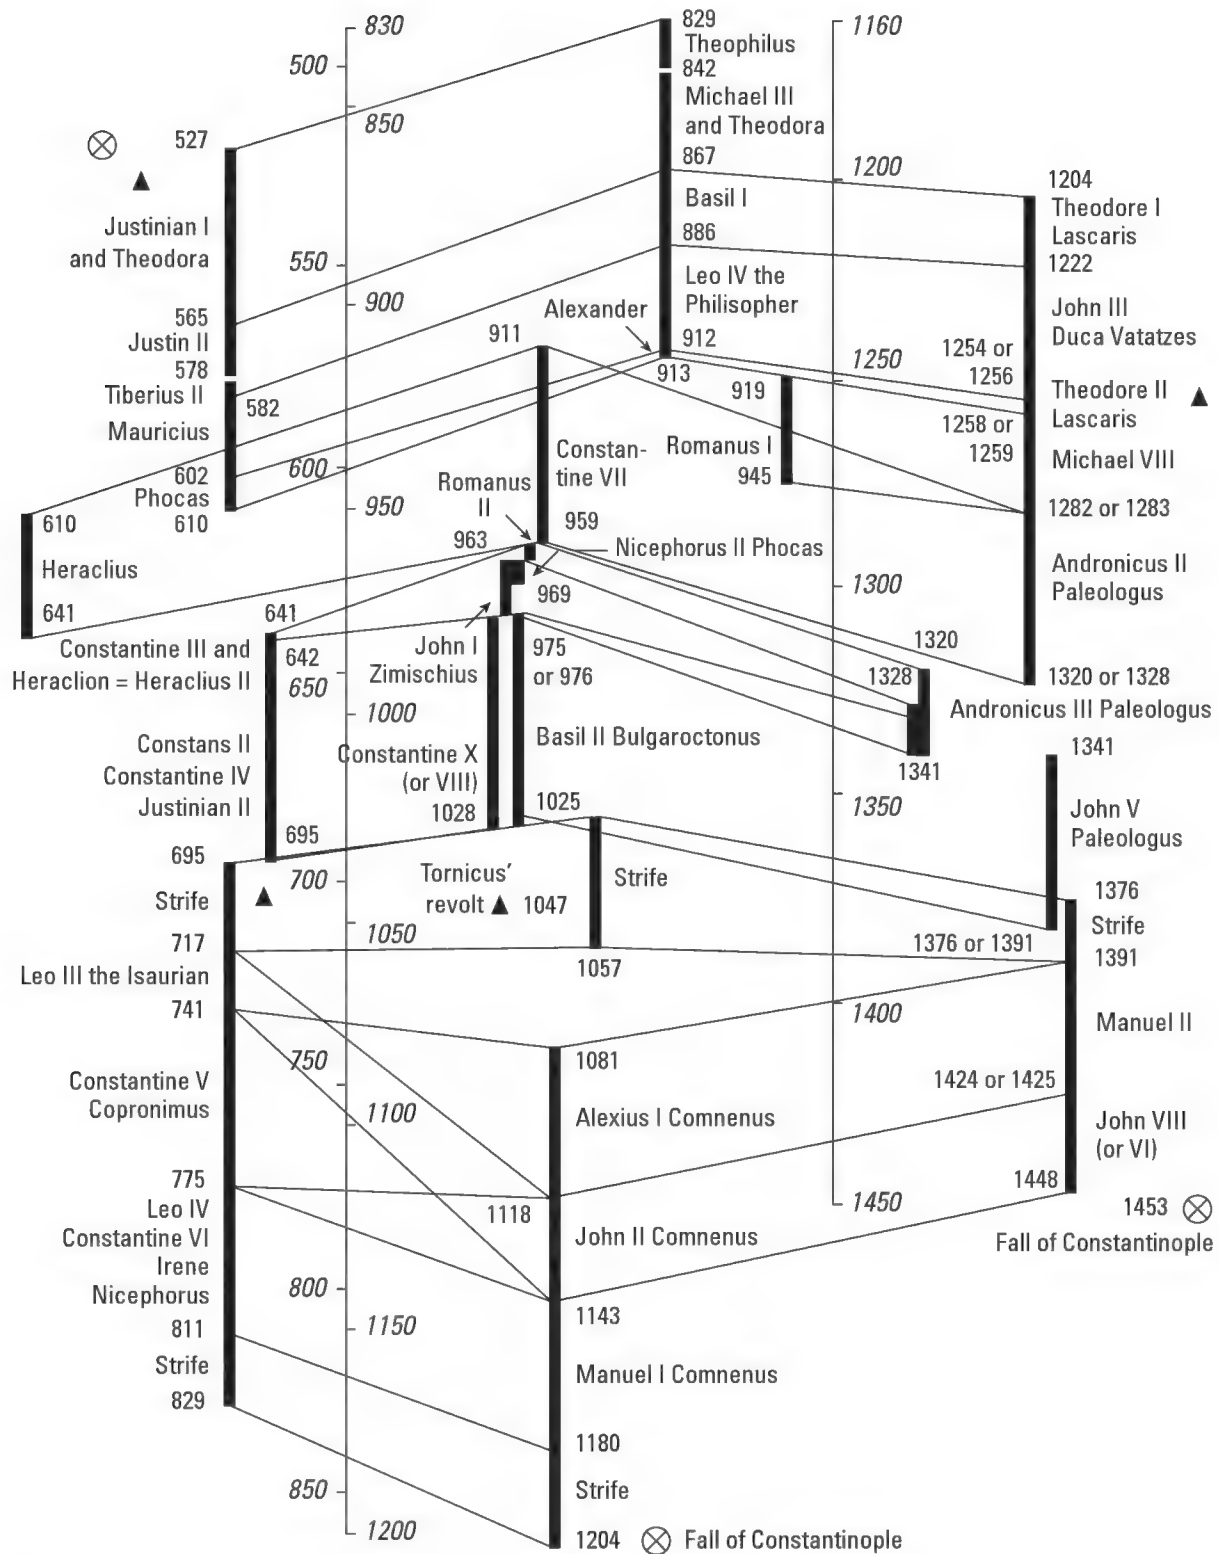 830
500
850
550
900
600
950
650
1000
700
1050
750
1100
800
1150
850
1200
1160
1200
1250
1300
1350
1400
1450
527
Justinian I
and Theodora
565
Justin II
578
Tiberius II
582
Mauricius
602
Phocas
610
610
Heraclius
641
641
Constantine III and
Heraclion = Heraclius II
642
Constans II
Constantine IV
Justinian II
695
695
Strife
717
Leo III the Isaurian
741
Constantine V
Copronimus
775
Leo IV
Constantine VI
Irene
Nicephorus
811
Strife
829
829
Theophilus
842
Michael III
and Theodora
867
Basil I
886
Leo IV the
Philisopher
Alexander
912
913
911
Constan-
tine VII
959
919
Romanus I
945
Romanus
II
963
Nicephorus II Phocas
969
John I
Zimischius
975
or 976
Basil II Bulgaroctonus
Constantine X
(or VIII)
1028
1025
Strife
Tornicus’
revolt
1047
1057
1081
Alexius I Comnenus
1118
John II Comnenus
1143
Manuel I Comnenus
1180
Strife
1204
Fall of Constantinople
1204
Theodore I
Lascaris
1222
John III
Duca Vatatzes
1254 or
1256
Theodore II
Lascaris
1258 or
1259
Michael VIII
1282 or 1283
Andronicus II
Paleologus
1320 or 1328
1320
1328
Andronicus III Paleologus
1341
1341
John V
Paleologus
1376
Strife
1376 or 1391
1391
Manuel II
1424 or 1425
John VIII
(or VI)
1448
1453
Fall of Constantinople